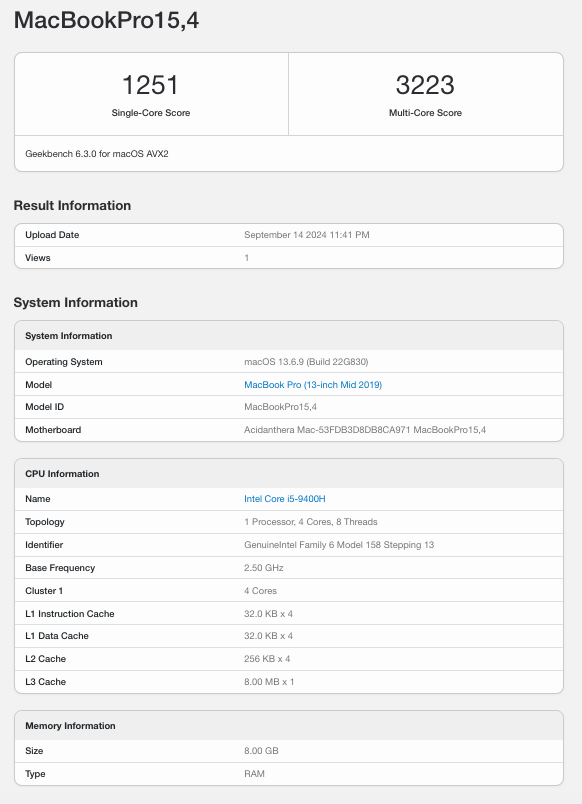 MacBookPro15,4
1251
Single-Core Score
3223
Multi-Core Score
Geekbench 6.3.0 for macOS AVX2
Result Information
Upload Date September 14 2024 11:41 PM
Views 1
System Information
System Information
Operating System macOS 13.6.9 (Build 22G830)
Model MacBook Pro (13-inch Mid 2019)
Model ID MacBookPro15,4
Motherboard Acidanthera Mac-53FDB3D8DB8CA971 MacBookPro15,4
CPU Information
Name Intel Core i5-9400H
Topology 1 Processor, 4 Cores, 8 Threads
Identifier GenuineIntel Family 6 Model 158 Stepping 13
Base Frequency 2.50 GHz
Cluster 1 4 Cores
L1 Instruction Cache 32.0 KB x 4
L1 Data Cache 32.0 KB x 4
L2 Cache 256 KB x 4
L3 Cache 8.00 MB x 1
Memory Information
Size 8.00 GB
Type RAM